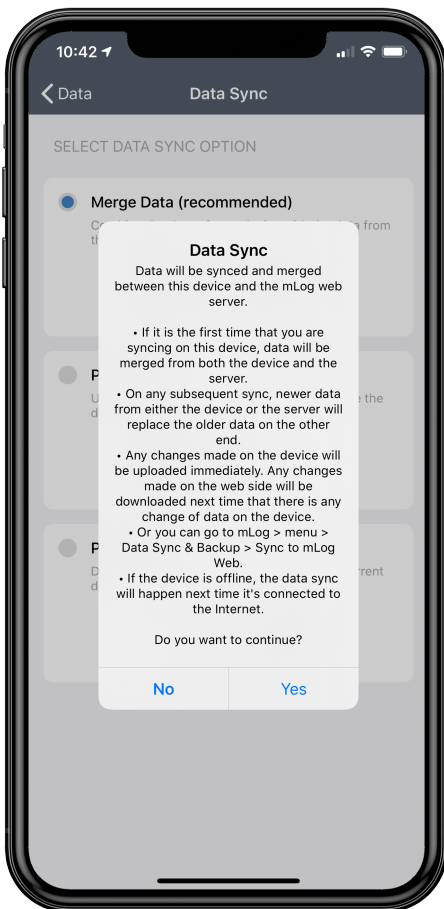 10:42
Data
Data Sync
SELECT DATA SYNC OPTION
Merge Data (recommended)
from
Data Sync
Data will be synced and merged
between this device and the mLog web
server.
• If it is the first time that you are
syncing on this device, data will be
merged from both the device and the
server.
• On any subsequent sync, newer data
from either the device or the server will
replace the older data on the other
end.
• Any changes made on the device will
be uploaded immediately. Any changes
made on the web side will be
downloaded next time that there is any
change of data on the device.
• Or you can go to mLog > menu >
Data Sync & Backup > Sync to mLog
Web.
• If the device is offline, the data sync
will happen next time it's connected to
the Internet.
Do you want to continue?
No
Yes